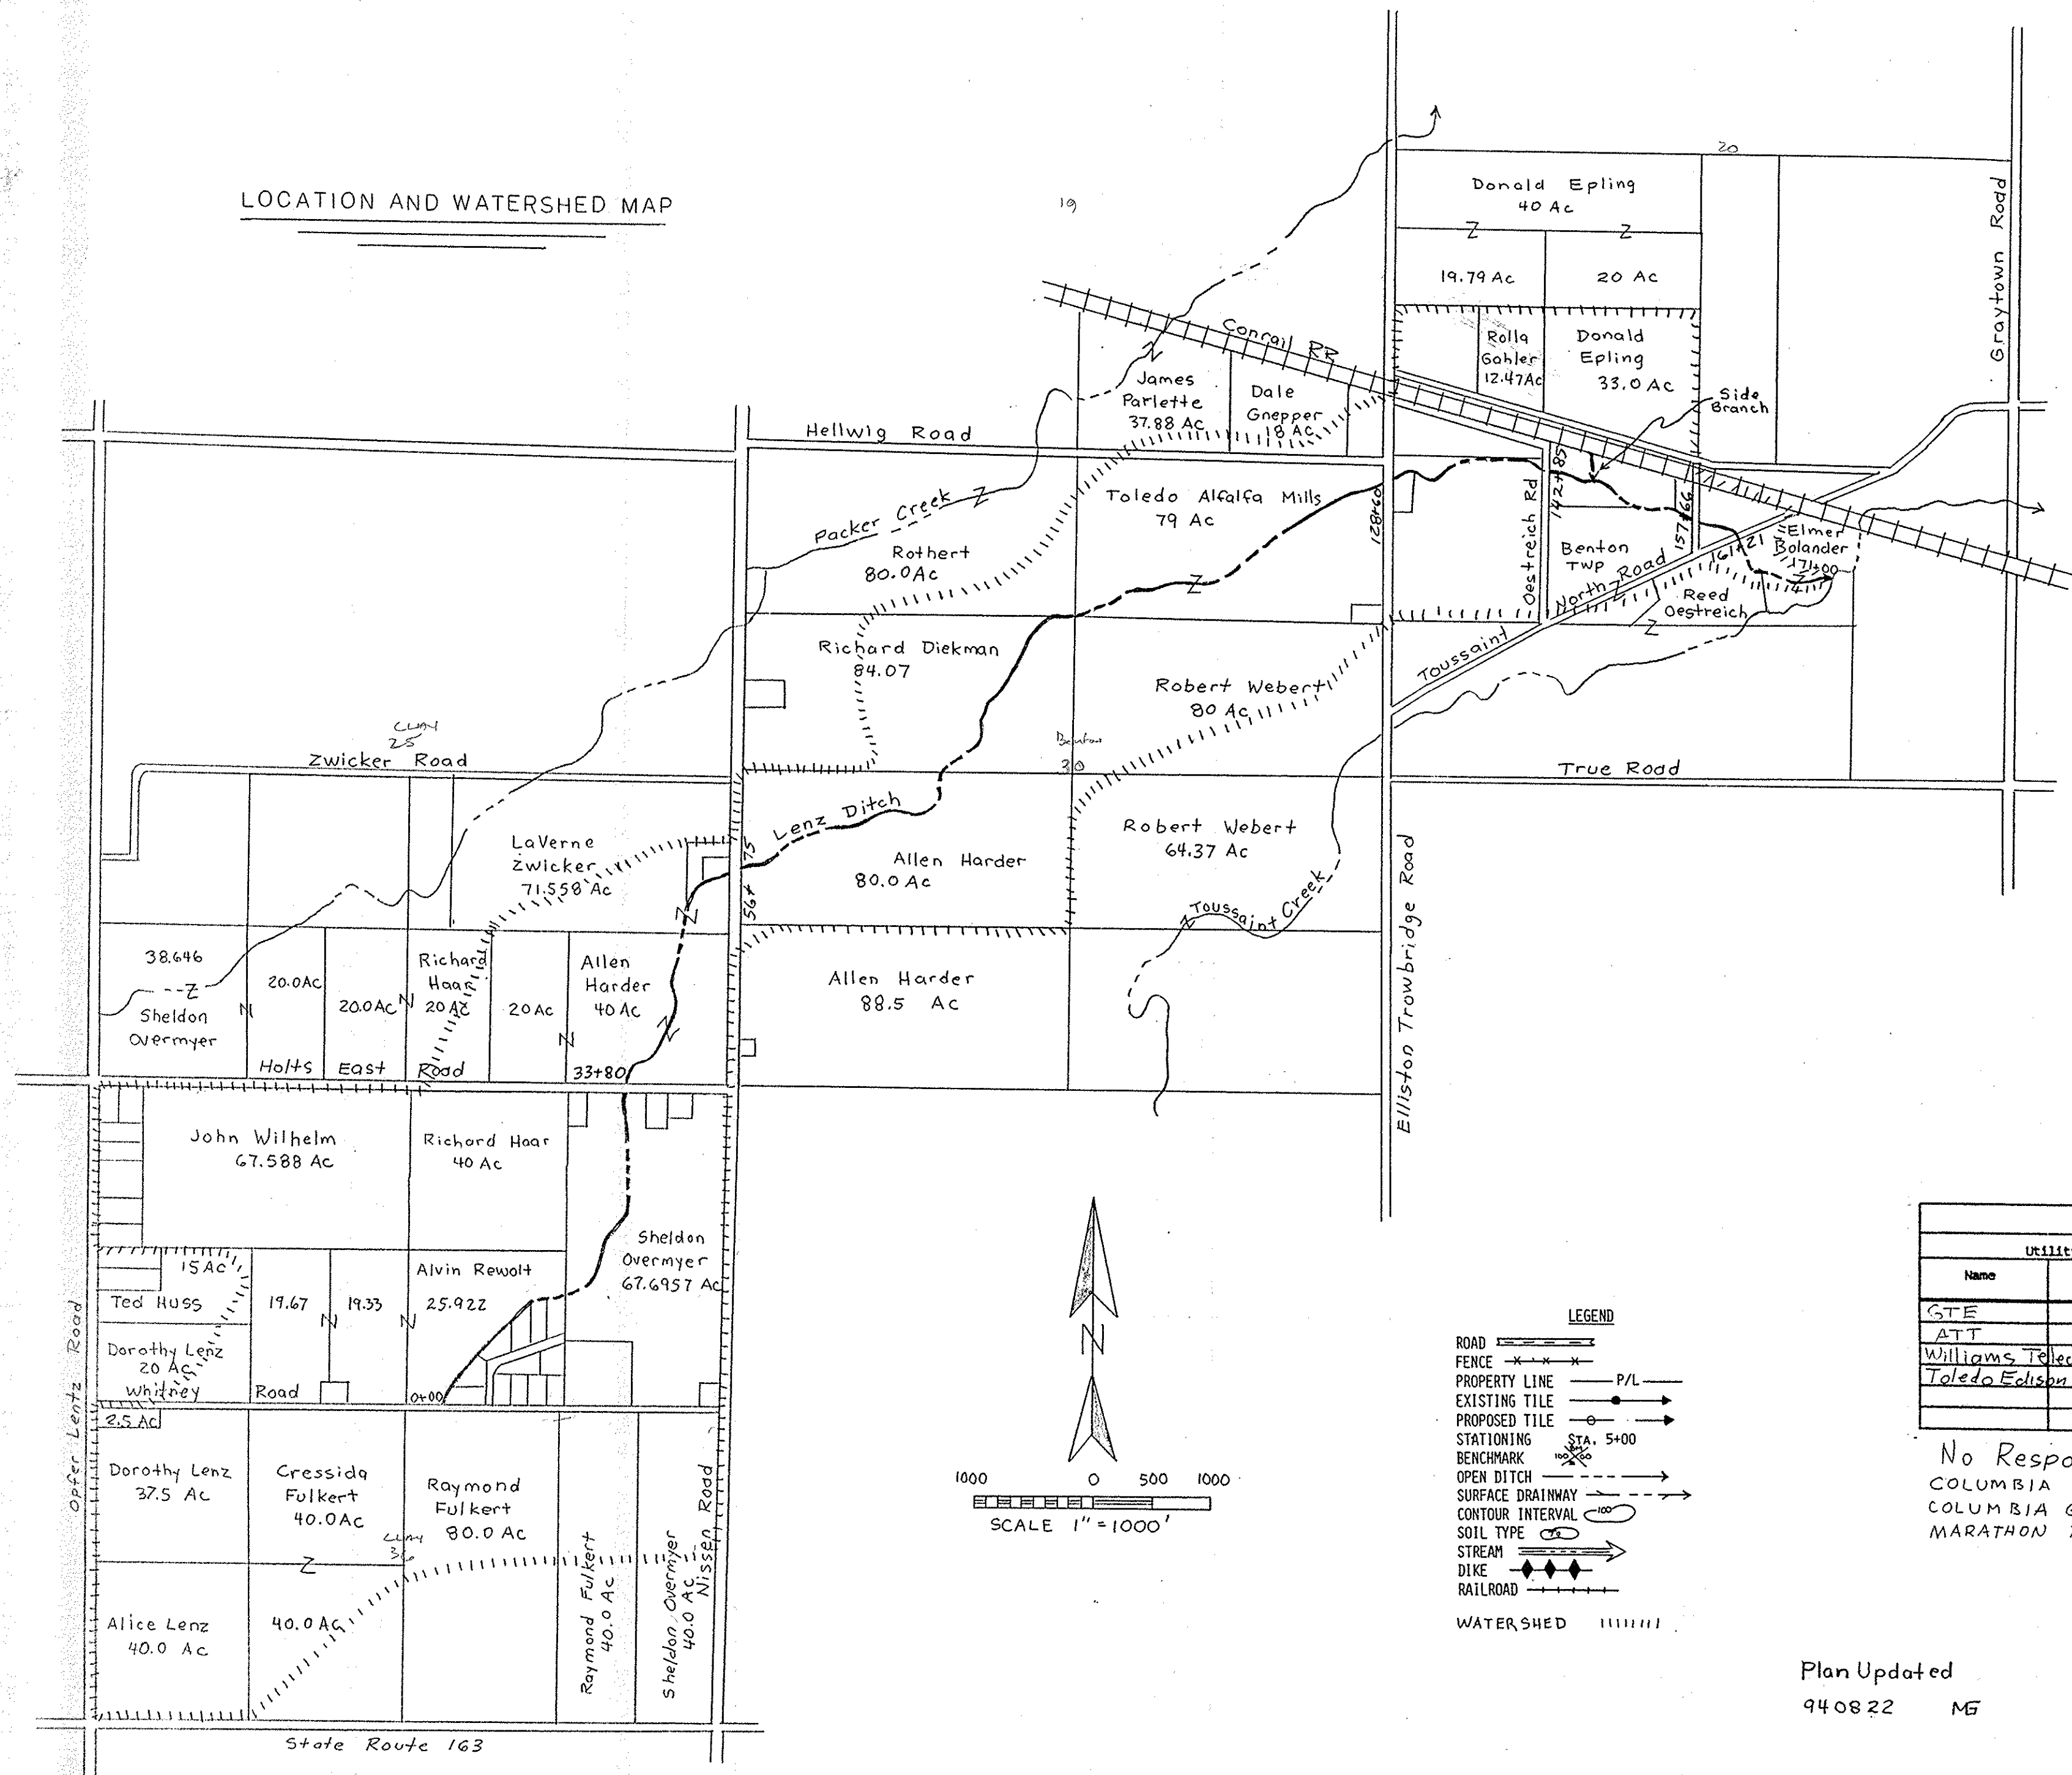 LOCATION AND WATERSHED MAP
19
20
Donald Epling
40 Ac
Z
Z
19.79 Ac
20 Ac
Graytown Road
Conrail RR
Rolla
Gahler
12.47Ac
Donald
Epling
33.0 Ac
Side
Branch
James
Parlette
37.88 Ac
Dale
Gnepper
18 Ac
Hellwig Road
Packer Creek
Z
Rothert
80.0Ac
Toledo Alfalfa Mills
79 Ac
128+60
Oestreich Rd
142+85
157+66
Benton
TWP
161+21
Elmer
Bolander
171+00
North Road
Reed
Oestreich
Z
Toussaint
Richard Diekman
84.07
Robert Webert
80 Ac
Clay
25
Zwicker Road
Benton
30
True Road
LaVerne
Zwicker
71.558 Ac
Lenz Ditch
56+75
Allen Harder
80.0 Ac
Robert Webert
64.37 Ac
Toussaint Creek
Elliston Trowbridge Road
38.646
Sheldon
Overmyer
20.0Ac
20.0Ac
Richard
Haar
20 Ac
20 Ac
Allen
Harder
40 Ac
Allen Harder
88.5 Ac
Holts East Road
33+80
John Wilhelm
67.588 Ac
Richard Haar
40 Ac
Sheldon
Overmyer
67.6957 Ac
15 Ac
Ted Huss
19.67
19.33
Alvin Rewolt
25.922
Dorothy Lenz
20 Ac
Whitney Road
0+00
2.5 Ac
Opfer Lentz Road
Dorothy Lenz
37.5 Ac
Cressida
Fulkert
40.0Ac
Raymond
Fulkert
80.0 Ac
Clay
36
Alice Lenz
40.0 Ac
40.0 Ac
Raymond Fulkert
40.0 Ac
Sheldon Overmyer
40.0 Ac
Nissen Road
State Route 163
N
1000 0 500 1000
SCALE 1"=1000'
LEGEND
ROAD
FENCE
PROPERTY LINE P/L
EXISTING TILE
PROPOSED TILE
STATIONING STA. 5+00
BENCHMARK
OPEN DITCH
SURFACE DRAINWAY
CONTOUR INTERVAL 100
SOIL TYPE
STREAM
DIKE
RAILROAD
WATERSHED
Utilit
Name
GTE
ATT
Williams Telec
Toledo Edison
No Respo
COLUMBIA
COLUMBIA G
MARATHON
Plan Updated
940822 MG